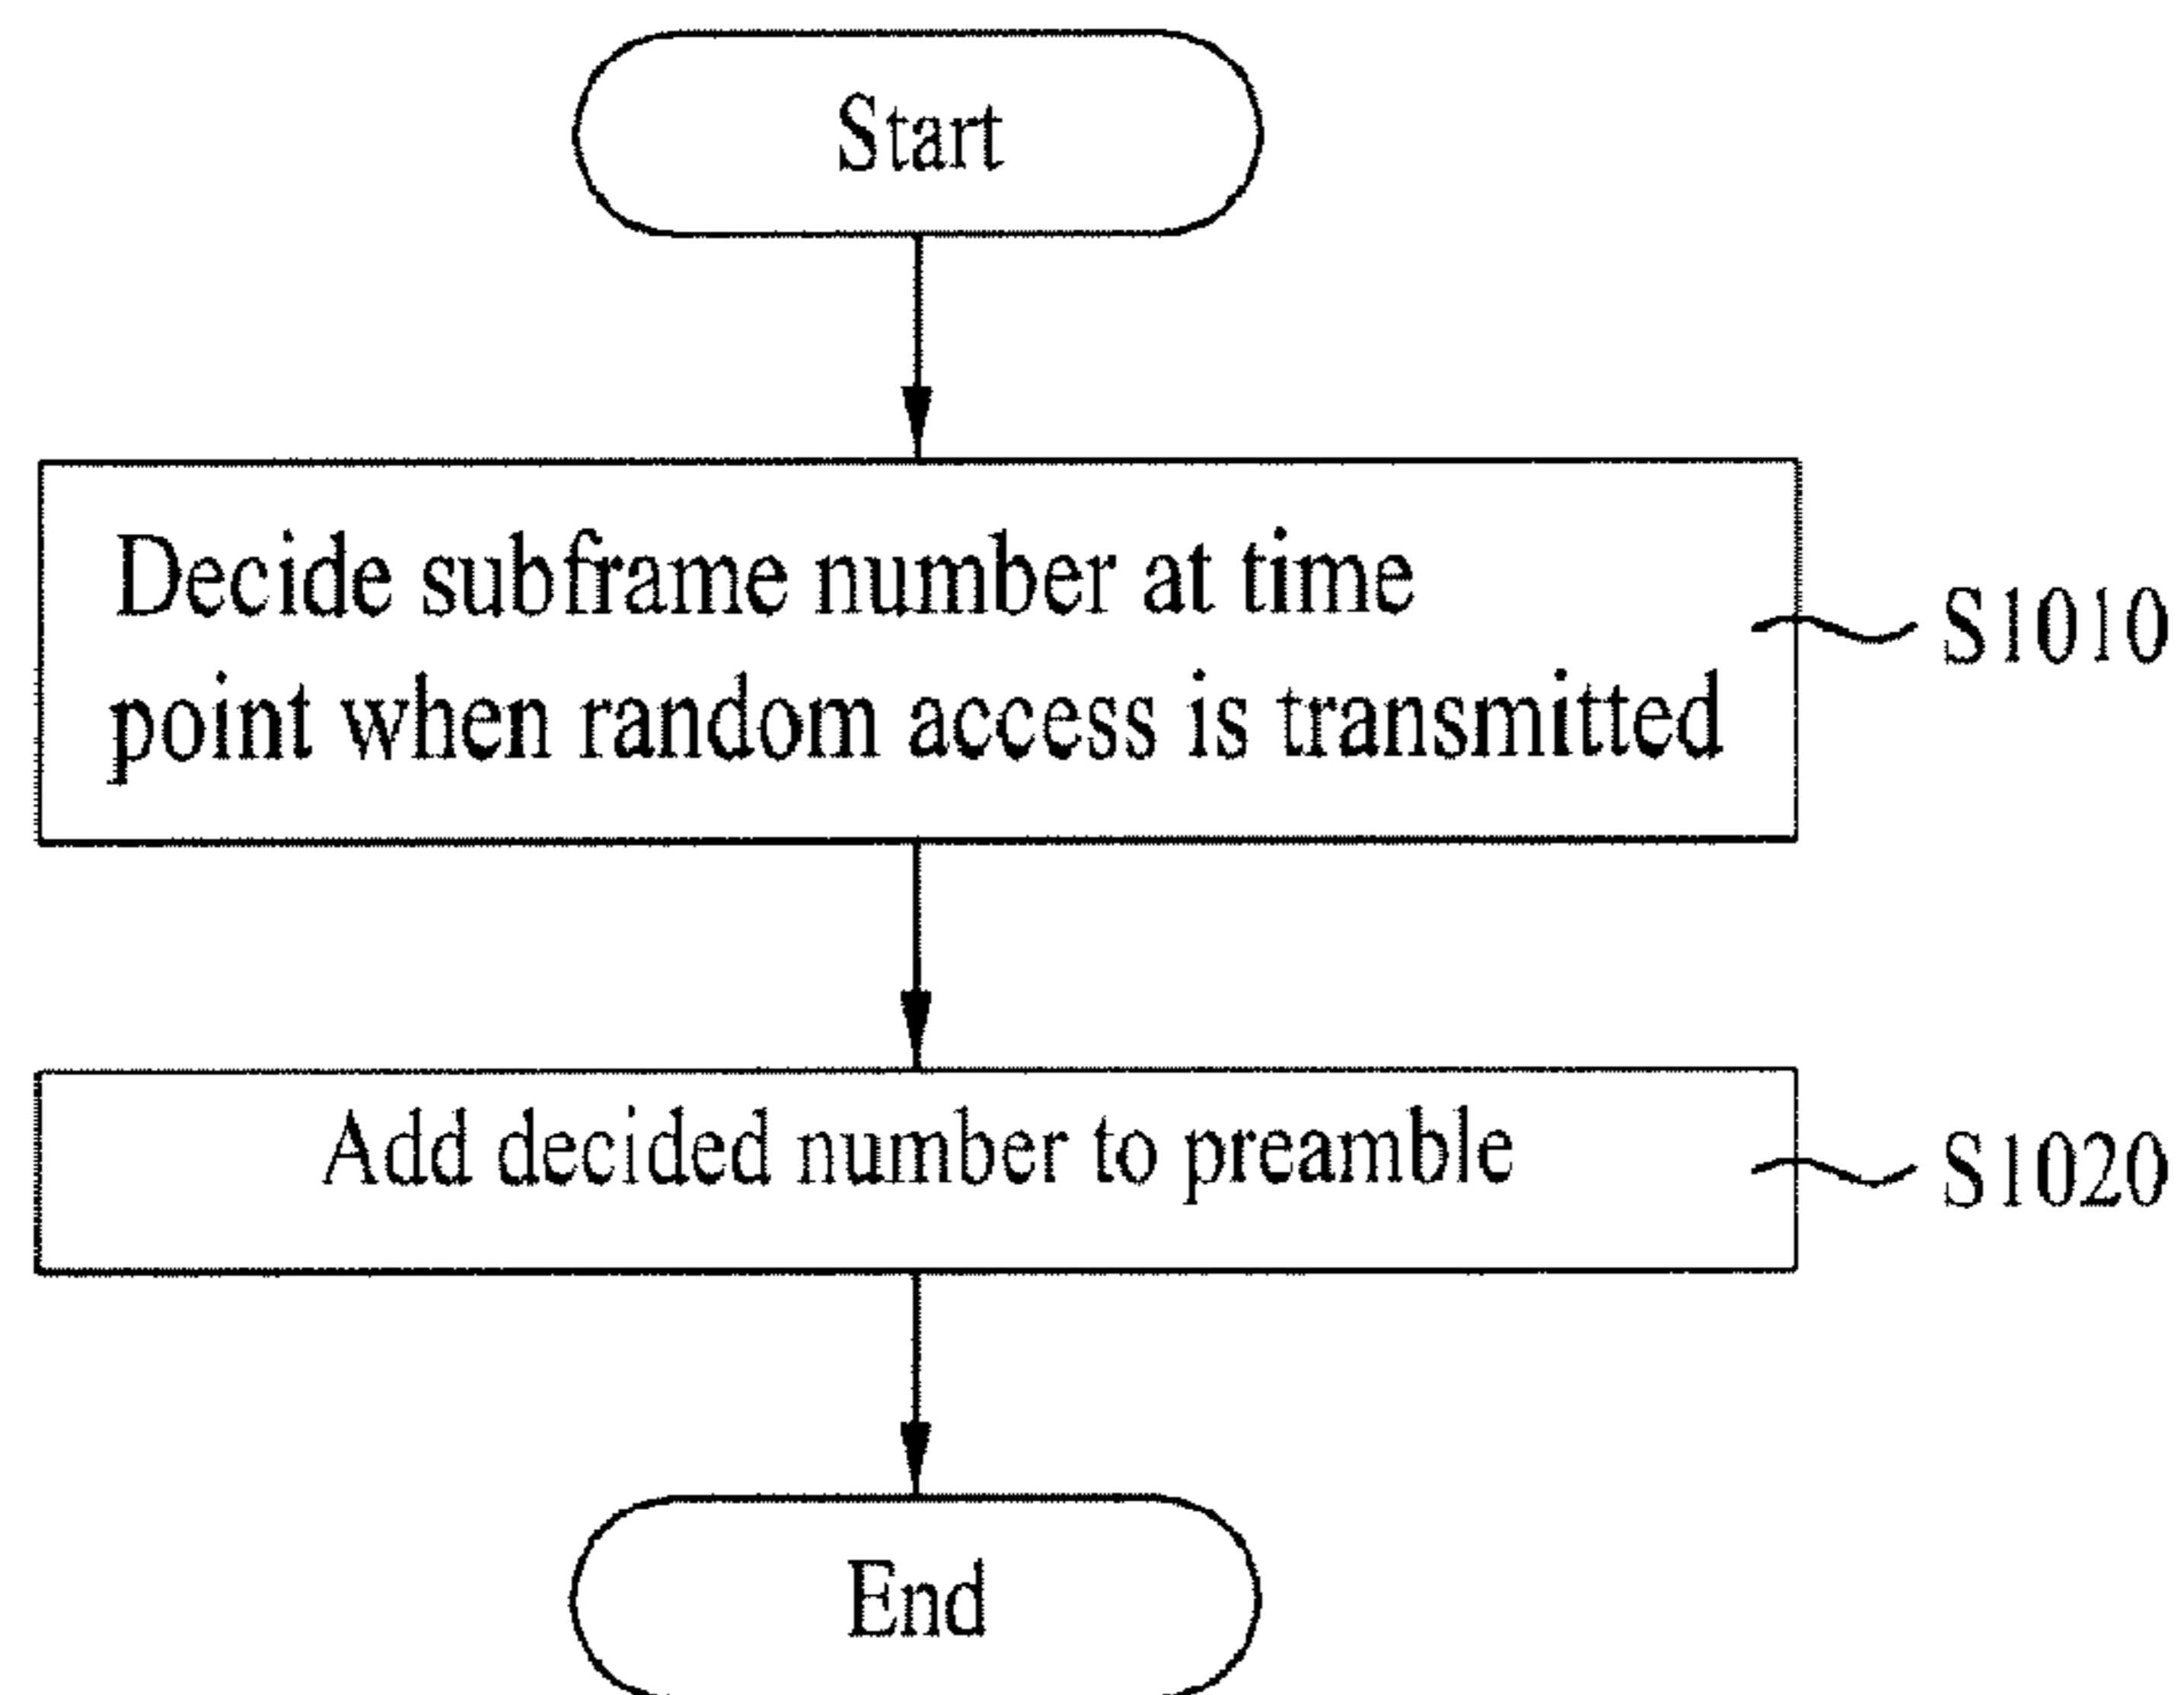 Start
Decide subframe number at time
point when random access is transmitted
S1010
Add decided number to preamble
S1020
End